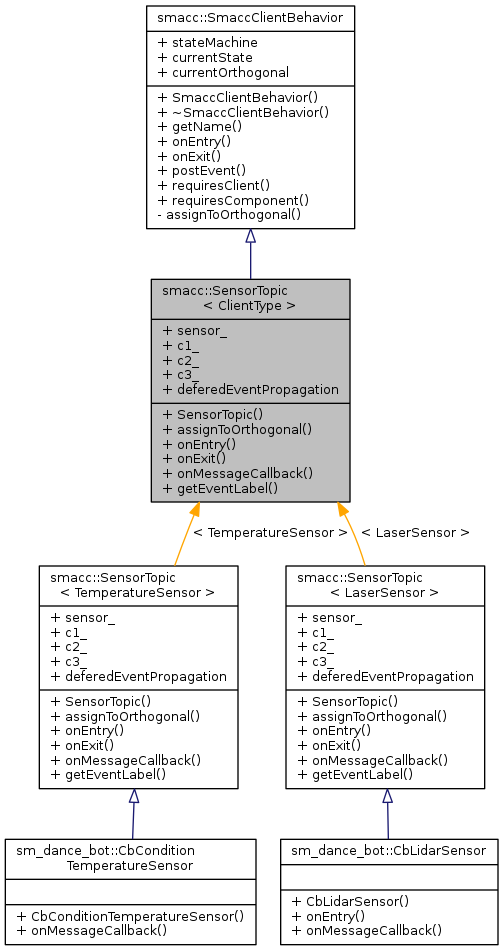 smacc::SmaccClientBehavior
+ stateMachine
+ currentState
+ currentOrthogonal
+ SmaccClientBehavior()
+ ~SmaccClientBehavior()
+ getName()
+ onEntry()
+ onExit()
+ postEvent()
+ requiresClient()
+ requiresComponent()
- assignToOrthogonal()
smacc::SensorTopic
< ClientType >
+ sensor_
+ c1_
+ c2_
+ c3_
+ deferedEventPropagation
+ SensorTopic()
+ assignToOrthogonal()
+ onEntry()
+ onExit()
+ onMessageCallback()
+ getEventLabel()
< TemperatureSensor >
< LaserSensor >
smacc::SensorTopic
< TemperatureSensor >
+ sensor_
+ c1_
+ c2_
+ c3_
+ deferedEventPropagation
+ SensorTopic()
+ assignToOrthogonal()
+ onEntry()
+ onExit()
+ onMessageCallback()
+ getEventLabel()
smacc::SensorTopic
< LaserSensor >
+ sensor_
+ c1_
+ c2_
+ c3_
+ deferedEventPropagation
+ SensorTopic()
+ assignToOrthogonal()
+ onEntry()
+ onExit()
+ onMessageCallback()
+ getEventLabel()
sm_dance_bot::CbCondition
TemperatureSensor
+ CbConditionTemperatureSensor()
+ onMessageCallback()
sm_dance_bot::CbLidarSensor
+ CbLidarSensor()
+ onEntry()
+ onMessageCallback()